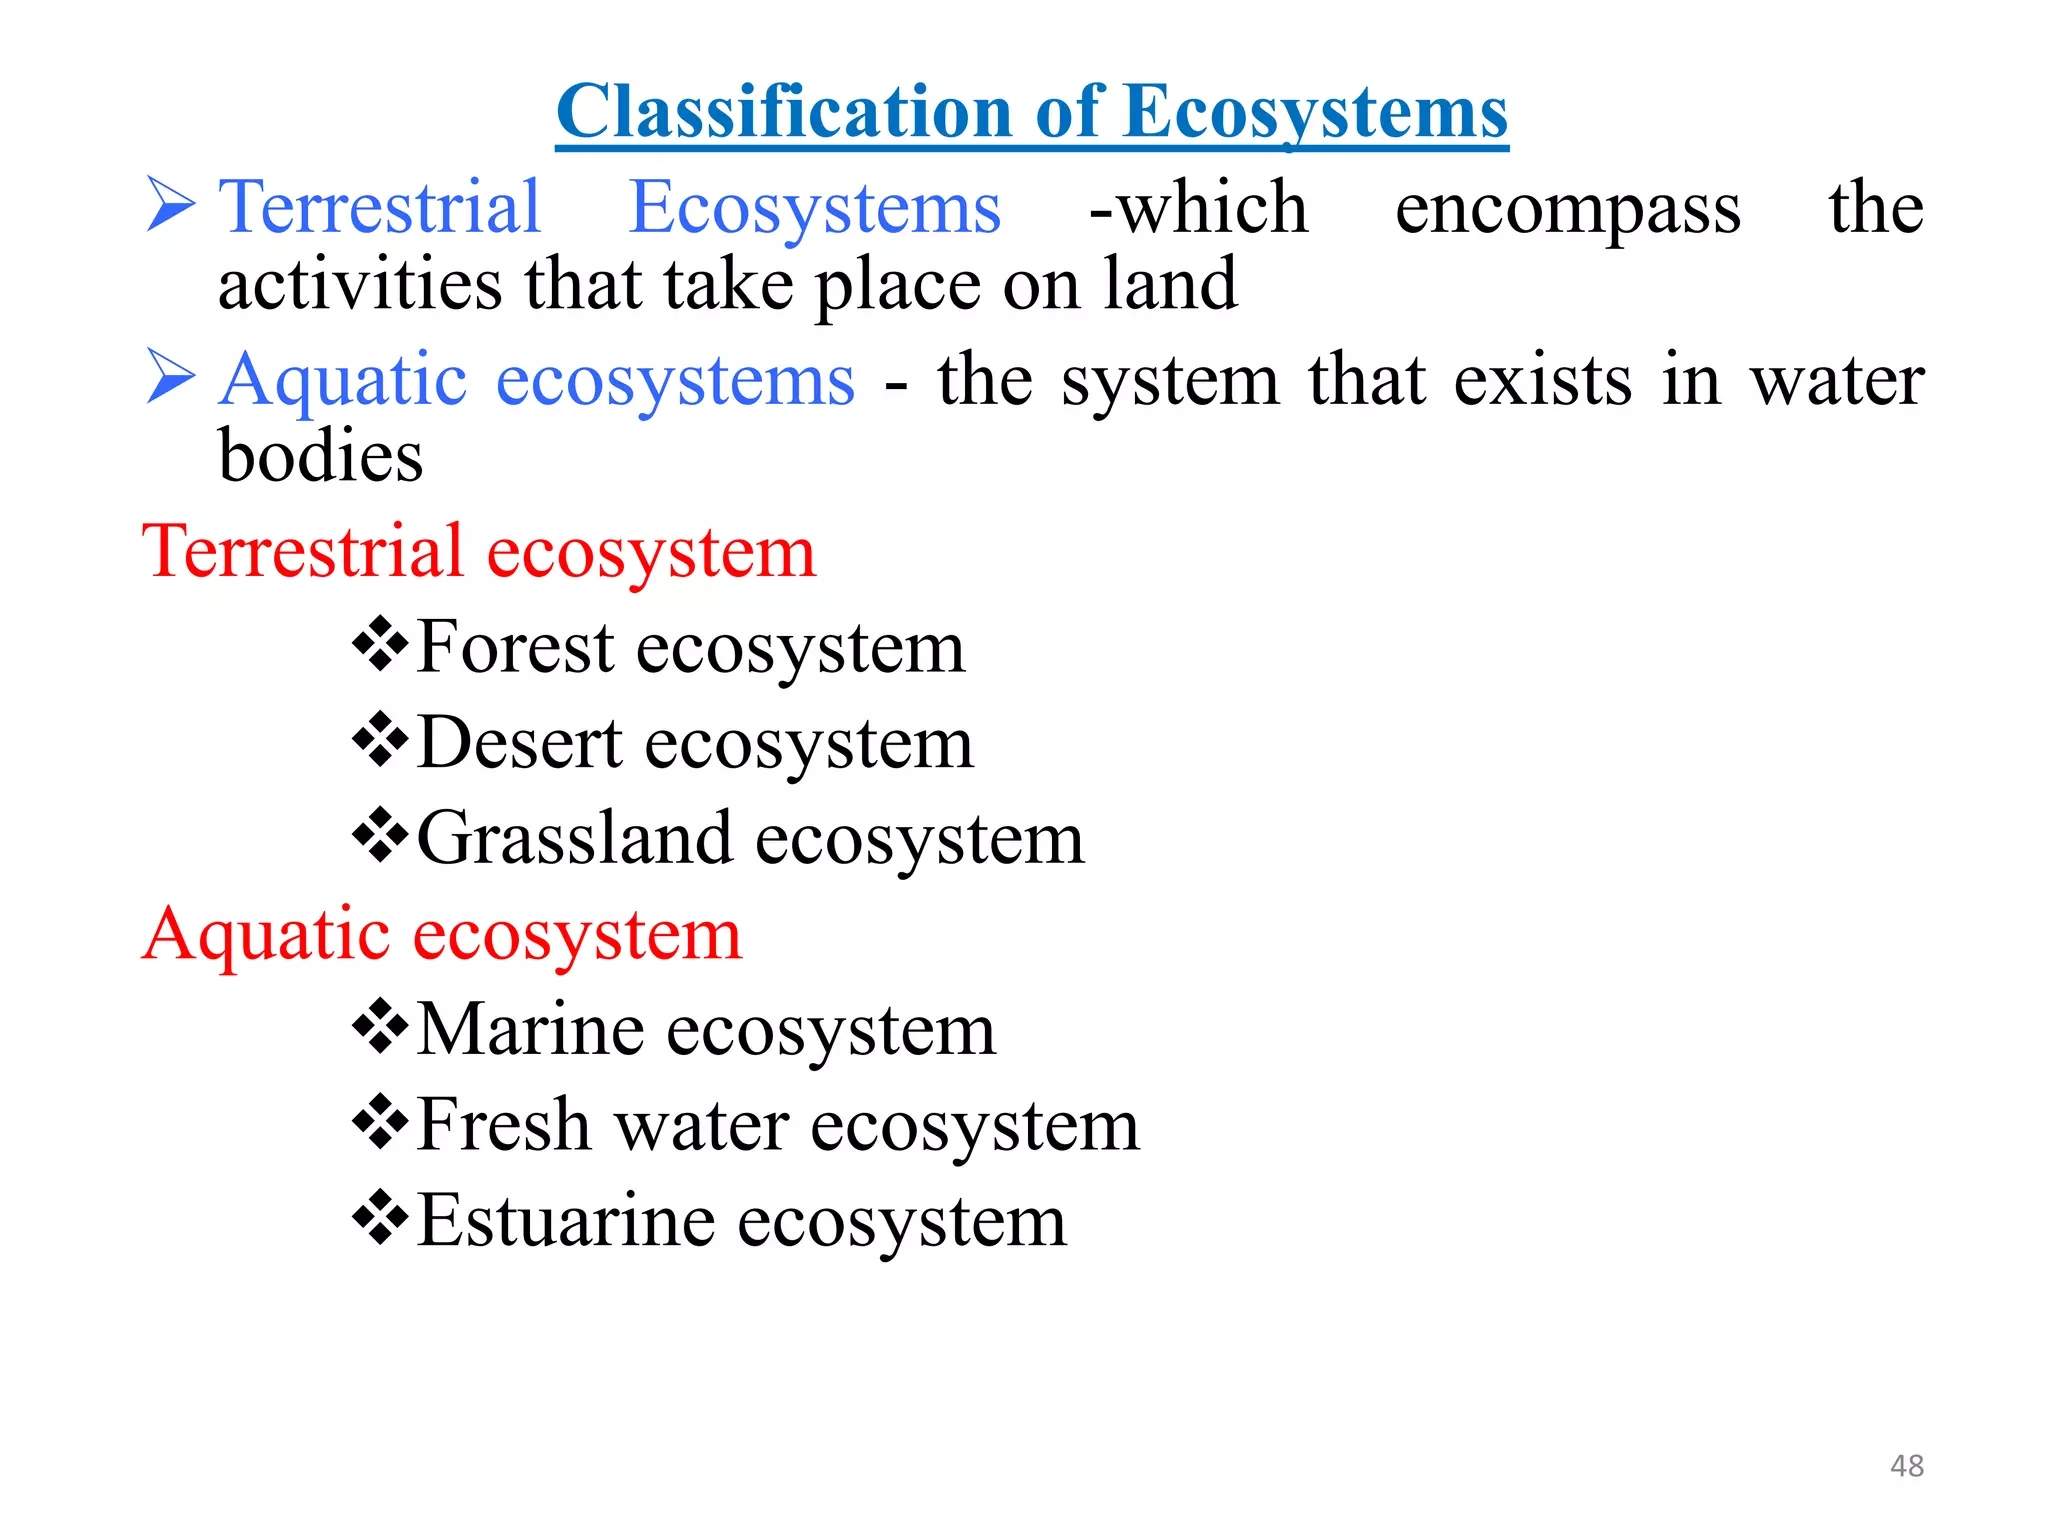 Classification of Ecosystems
➢ Terrestrial Ecosystems -which encompass the
activities that take place on land
➢ Aquatic ecosystems - the system that exists in water
bodies
Terrestrial ecosystem
❖Forest ecosystem
❖Desert ecosystem
❖Grassland ecosystem
Aquatic ecosystem
❖Marine ecosystem
❖Fresh water ecosystem
❖Estuarine ecosystem
48